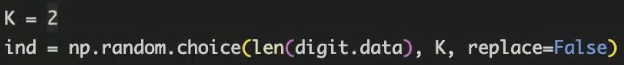 K = 2
ind = np.random.choice(len(digit.data), K, replace=False)